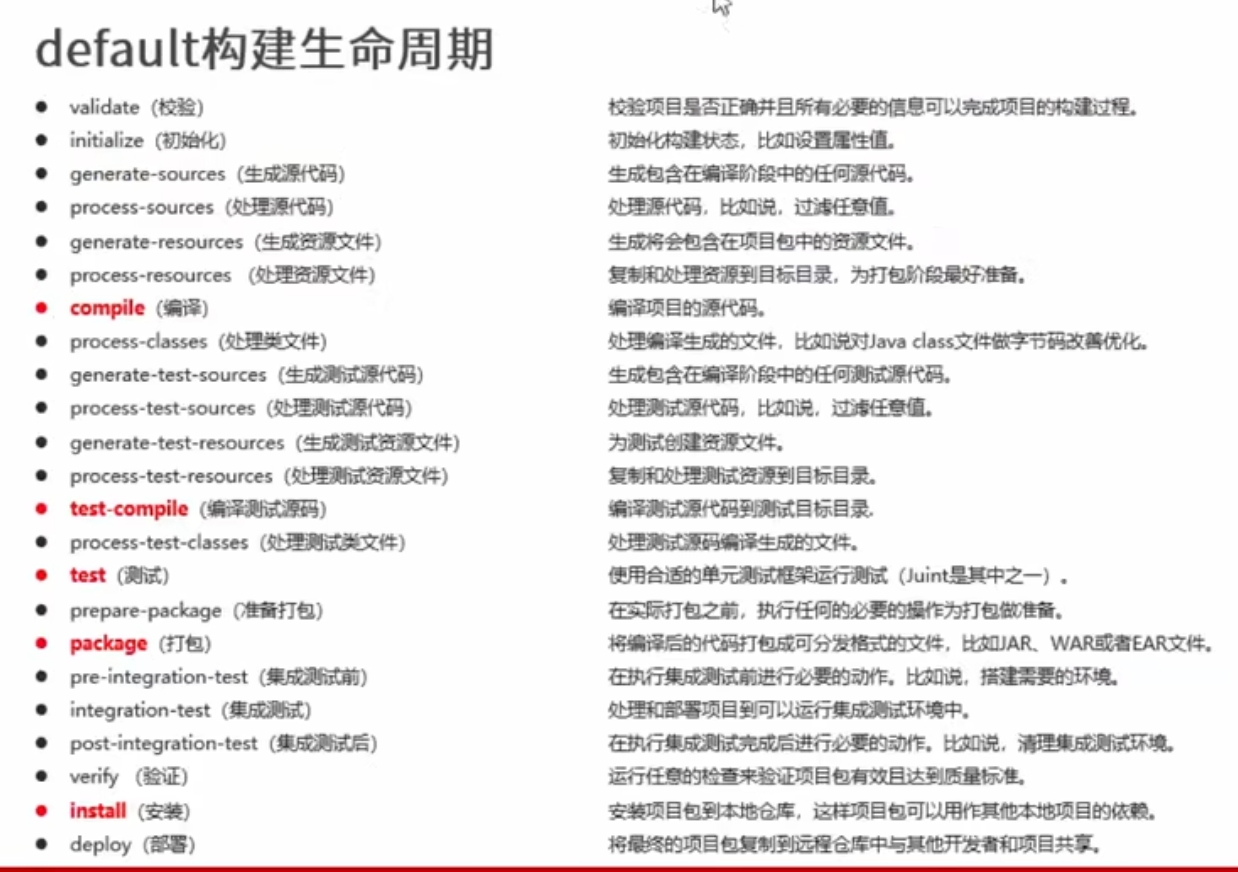 default构建生命周期
validate（校验） 校验项目是否正确并且所有必要的信息可以完成项目的构建过程。
initialize（初始化） 初始化构建状态，比如设置属性值。
generate-sources（生成源代码） 生成包含在编译阶段中的任何源代码。
process-sources（处理源代码） 处理源代码，比如说，过滤任意值。
generate-resources（生成资源文件） 生成将会包含在项目包中的资源文件。
process-resources （处理资源文件） 复制和处理资源到目标目录，为打包阶段最好准备。
compile（编译） 编译项目的源代码。
process-classes（处理类文件） 处理编译生成的文件，比如说对Java class文件做字节码改善优化。
generate-test-sources（生成测试源代码） 生成包含在编译阶段中的任何测试源代码。
process-test-sources（处理测试源代码） 处理测试源代码，比如说，过滤任意值。
generate-test-resources（生成测试资源文件） 为测试创建资源文件。
process-test-resources（处理测试资源文件） 复制和处理测试资源到目标目录。
test-compile（编译测试源码） 编译测试源代码到测试目标目录.
process-test-classes（处理测试类文件） 处理测试源码编译生成的文件。
test（测试） 使用合适的单元测试框架运行测试（Juint是其中之一）。
prepare-package（准备打包） 在实际打包之前，执行任何的必要的操作为打包做准备。
package（打包） 将编译后的代码打包成可分发格式的文件，比如JAR、WAR或者EAR文件。
pre-integration-test（集成测试前） 在执行集成测试前进行必要的动作。比如说，搭建需要的环境。
integration-test（集成测试） 处理和部署项目到可以运行集成测试环境中。
post-integration-test（集成测试后） 在执行集成测试完成后进行必要的动作。比如说，清理集成测试环境。
verify （验证） 运行任意的检查来验证项目包有效且达到质量标准。
install（安装） 安装项目包到本地仓库，这样项目包可以用作其他本地项目的依赖。
deploy（部署） 将最终的项目包复制到远程仓库中与其他开发者和项目共享。